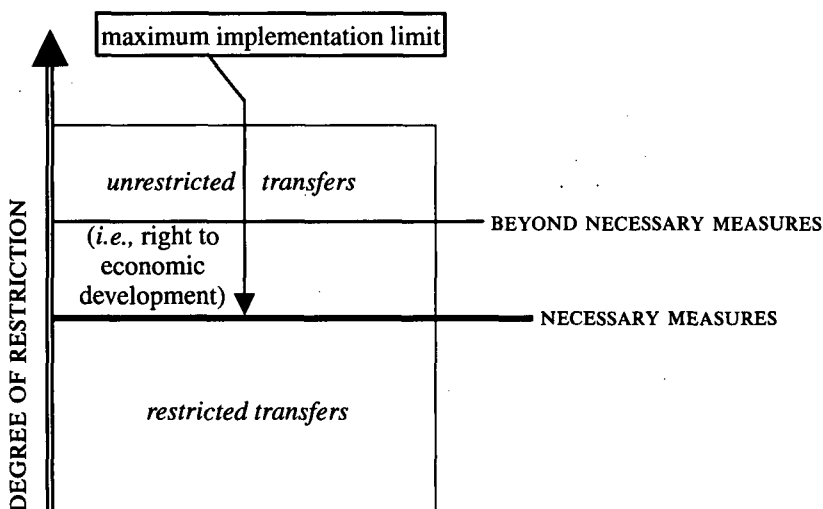 maximum implementation limit
unrestricted transfers
BEYOND NECESSARY MEASURES
(i.e., right to
economic
development)
NECESSARY MEASURES
restricted transfers
DEGREE OF RESTRICTION